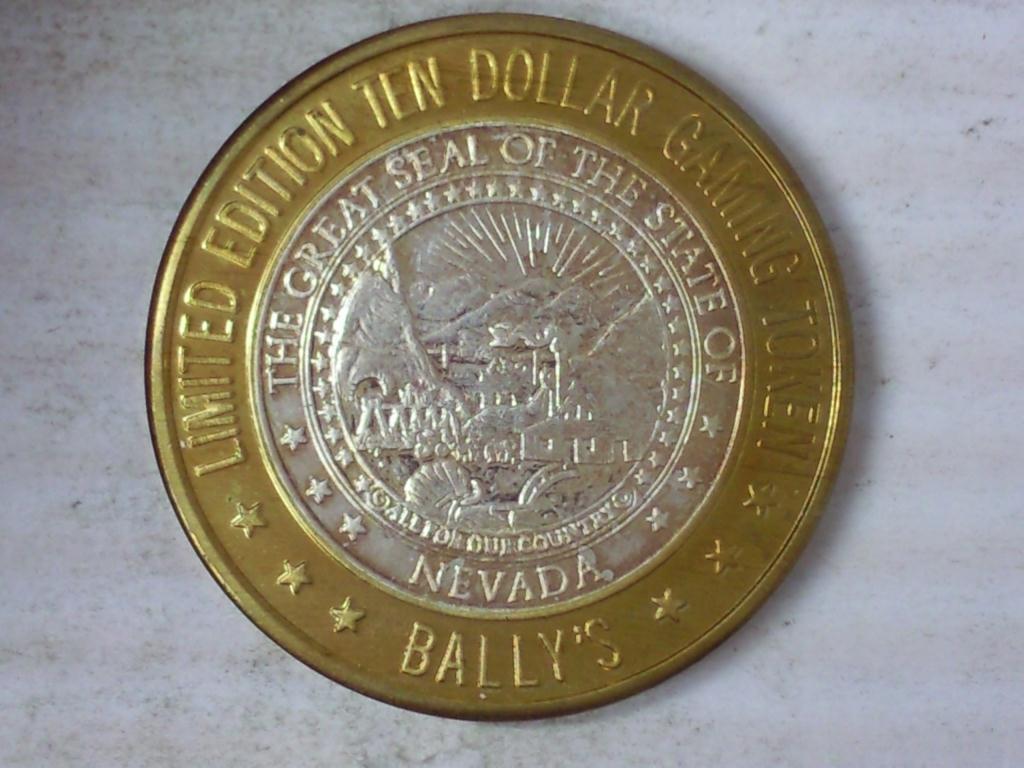 LIMITED EDITION TEN DOLLAR GAMING TOKEN
THE GREAT SEAL OF THE STATE OF
NEVADA
ALL FOR OUR COUNTRY
BALLY'S